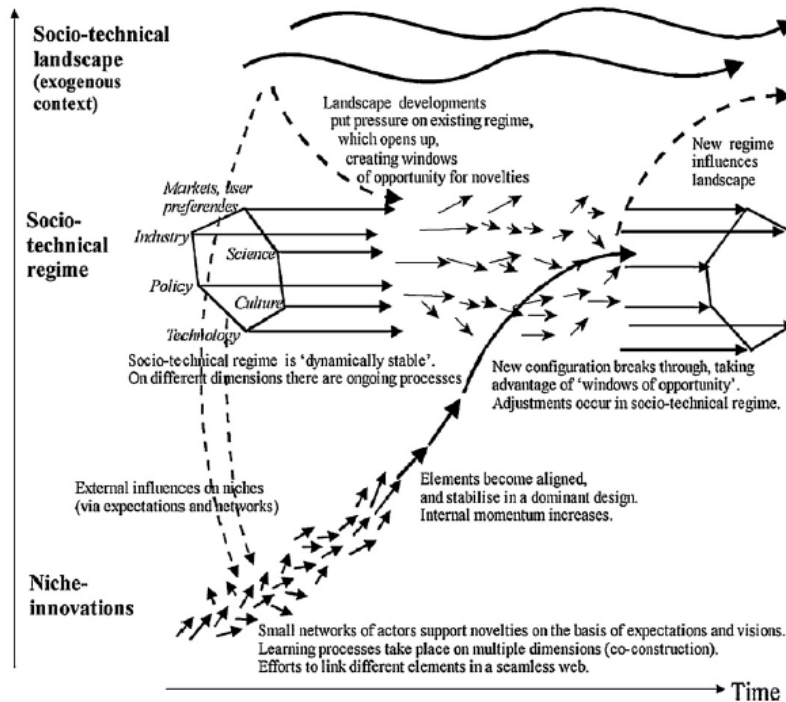 Socio-technical
landscape
(exogenous
context)
Landscape developments
put pressure on existing regime,
which opens up,
creating windows
of opportunity for novelties
New regime
influences
landscape
Socio-
technical
regime
Markets, user
preferences
Industry
Science
Policy
Culture
Technology
Socio-technical regime is ‘dynamically stable’.
On different dimensions there are ongoing processes
New configuration breaks through, taking
advantage of ‘windows of opportunity’.
Adjustments occur in socio-technical regime.
Elements become aligned,
and stabilise in a dominant design.
Internal momentum increases.
External influences on niches
(via expectations and networks)
Niche-
innovations
Small networks of actors support novelties on the basis of expectations and visions.
Learning processes take place on multiple dimensions (co-construction).
Efforts to link different elements in a seamless web.
Time